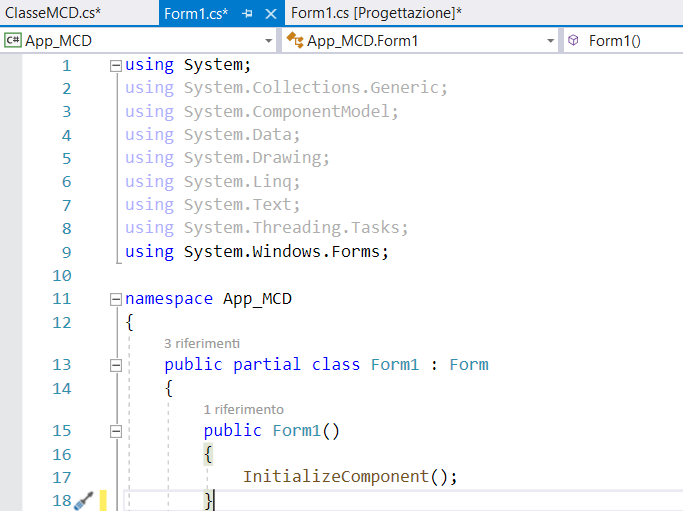 ClasseMCD.cs* Form1.cs* Form1.cs [Progettazione]*
C# App_MCD App_MCD.Form1 Form1()
1 using System;
2 using System.Collections.Generic;
3 using System.ComponentModel;
4 using System.Data;
5 using System.Drawing;
6 using System.Linq;
7 using System.Text;
8 using System.Threading.Tasks;
9 using System.Windows.Forms;
10
11 namespace App_MCD
12 {
3 riferimenti
13 public partial class Form1 : Form
14 {
1 riferimento
15 public Form1()
16 {
17 InitializeComponent();
18 }